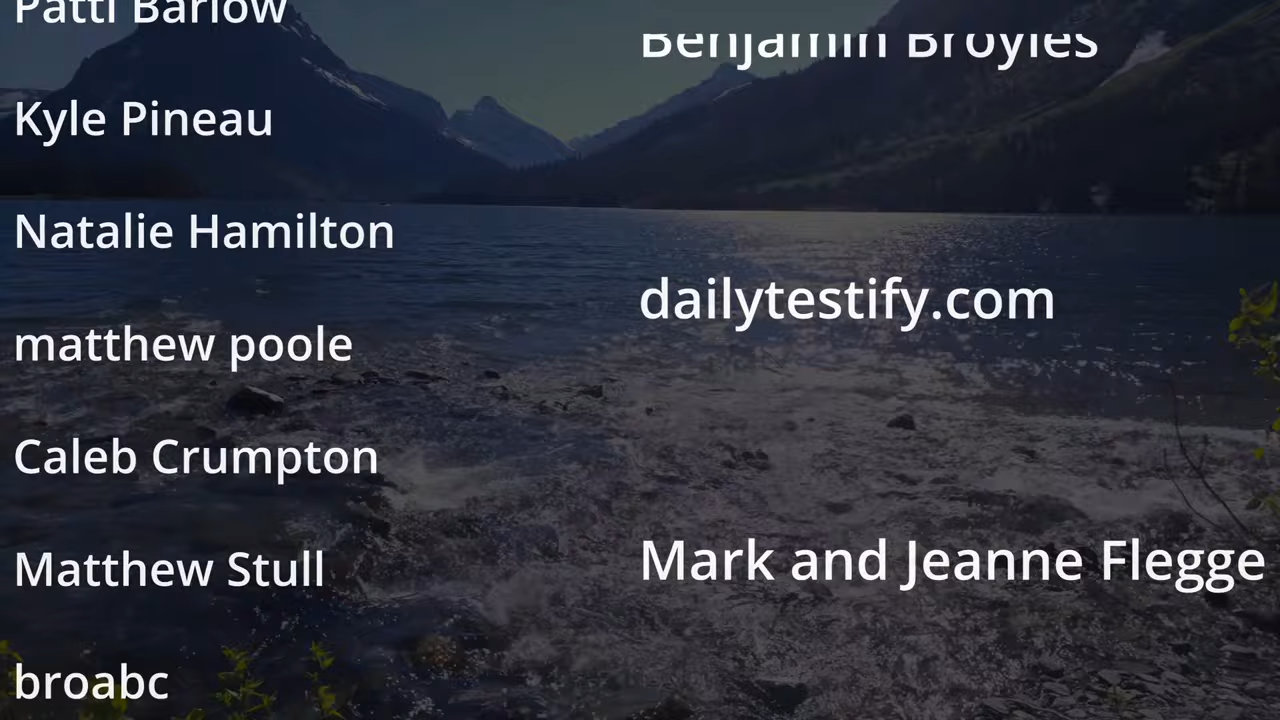 Patti Barlow
Kyle Pineau
Natalie Hamilton
matthew poole
Caleb Crumpton
Matthew Stull
broabc
Benjamin Broyles
dailytestify.com
Mark and Jeanne Flegge